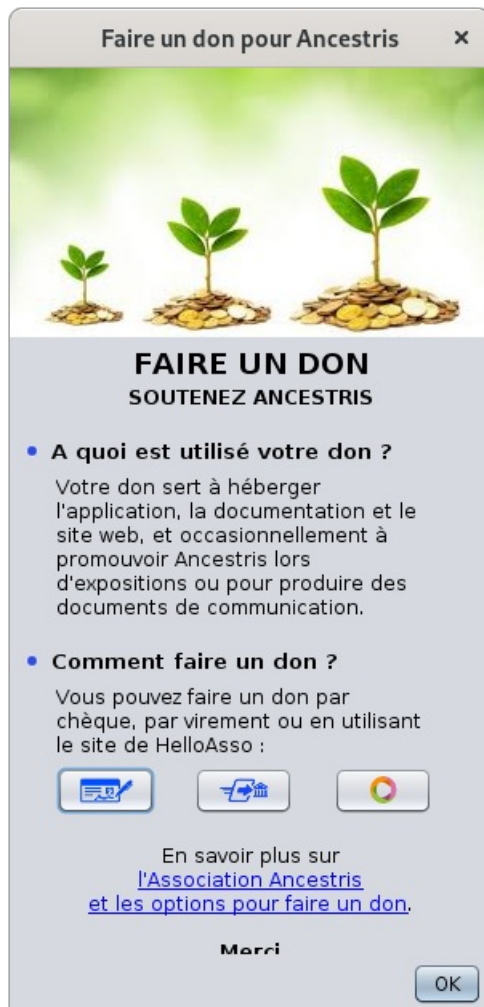 Faire un don pour Ancestris
FAIRE UN DON
SOUTENEZ ANCESTRIS
A quoi est utilisé votre don ?
Votre don sert à héberger
l'application, la documentation et le
site web, et occasionnellement à
promouvoir Ancestris lors
d'expositions ou pour produire des
documents de communication.
Comment faire un don ?
Vous pouvez faire un don par
chèque, par virement ou en utilisant
le site de HelloAsso :
En savoir plus sur
l'Association Ancestris
et les options pour faire un don.
Merci
OK